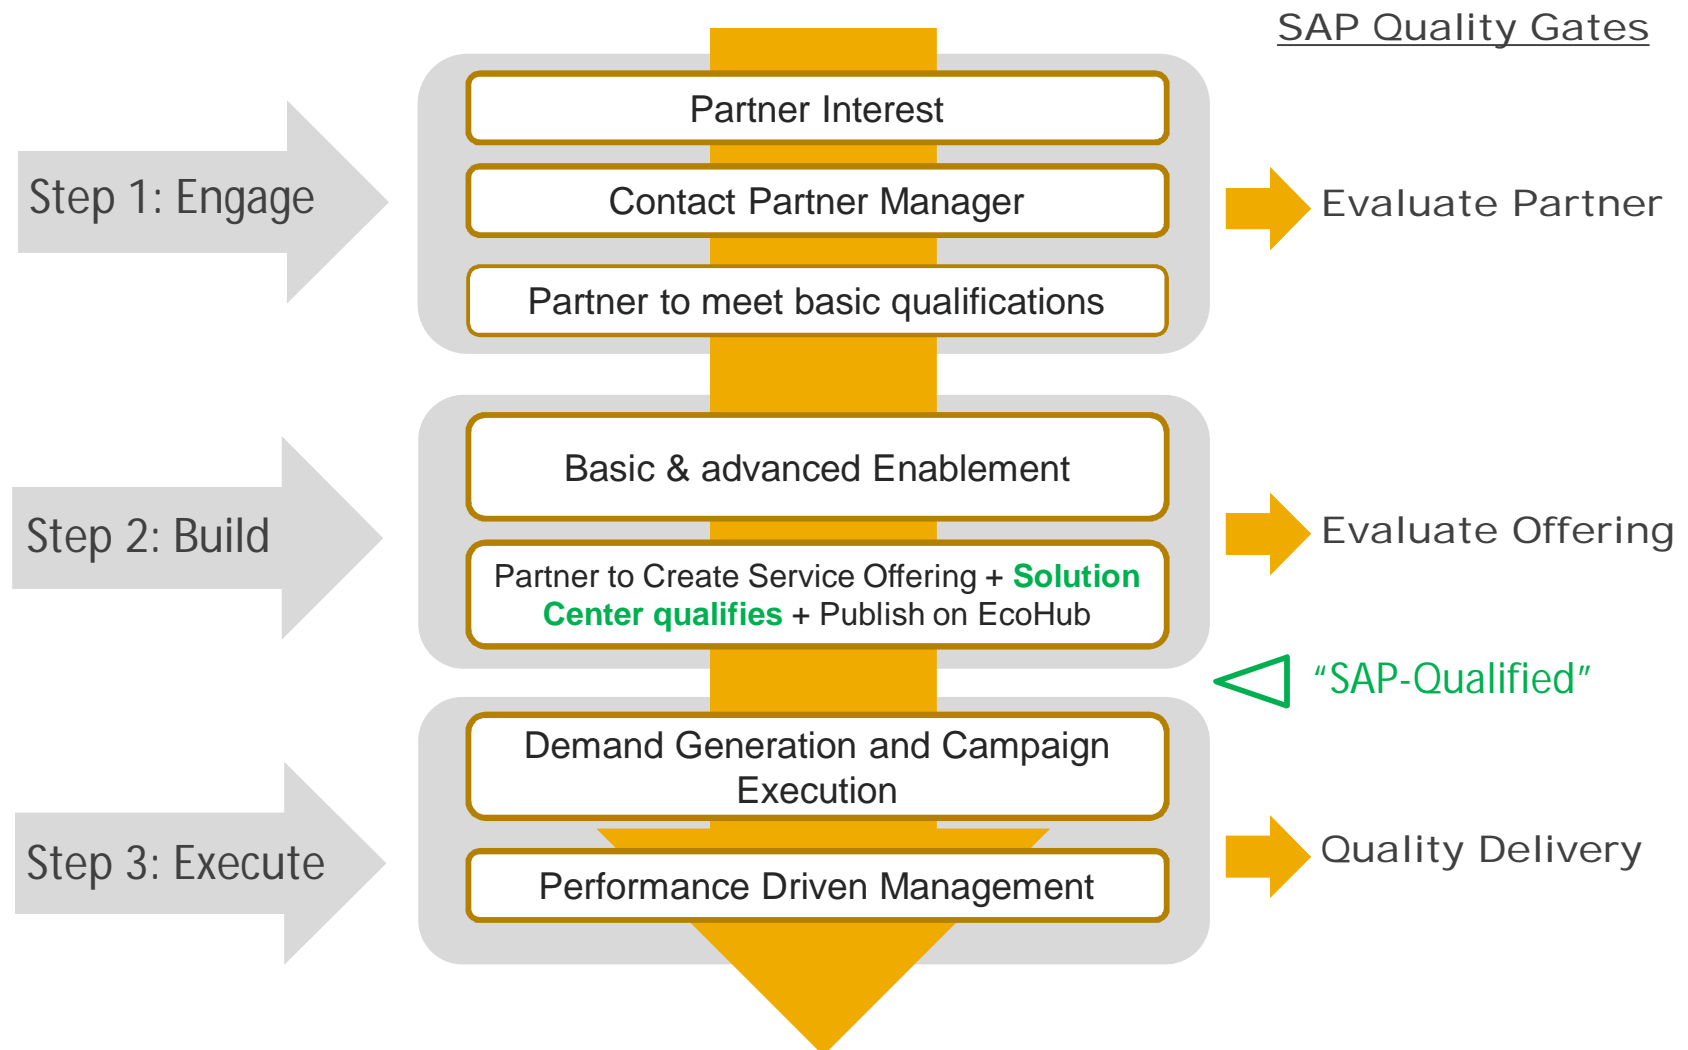 SAP Quality Gates
Partner Interest
Step 1: Engage
Contact Partner Manager
Evaluate Partner
Partner to meet basic qualifications
Basic & advanced Enablement
Step 2: Build
Evaluate Offering
Partner to Create Service Offering + Solution
Center qualifies + Publish on EcoHub
“SAP-Qualified”
Demand Generation and Campaign
Execution
Step 3: Execute
Quality Delivery
Performance Driven Management